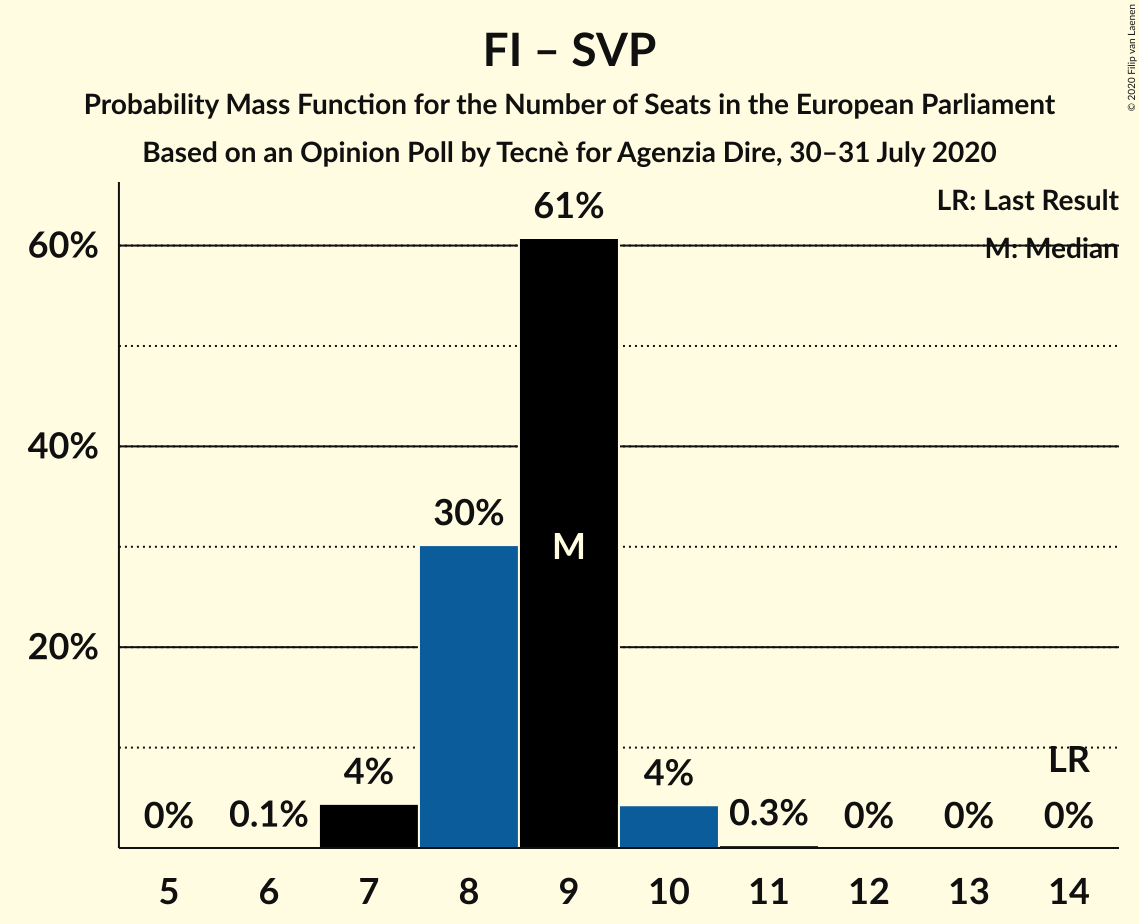 FI – SVP
Probability Mass Function for the Number of Seats in the European Parliament
Based on an Opinion Poll by Tecnè for Agenzia Dire, 30–31 July 2020
© 2020 Filip van Laenen
LR: Last Result
M: Median
60%
40%
20%
0%
0.1%
4%
30%
61%
M
4%
0.3%
0%
0%
LR
0%
5 6 7 8 9 10 11 12 13 14